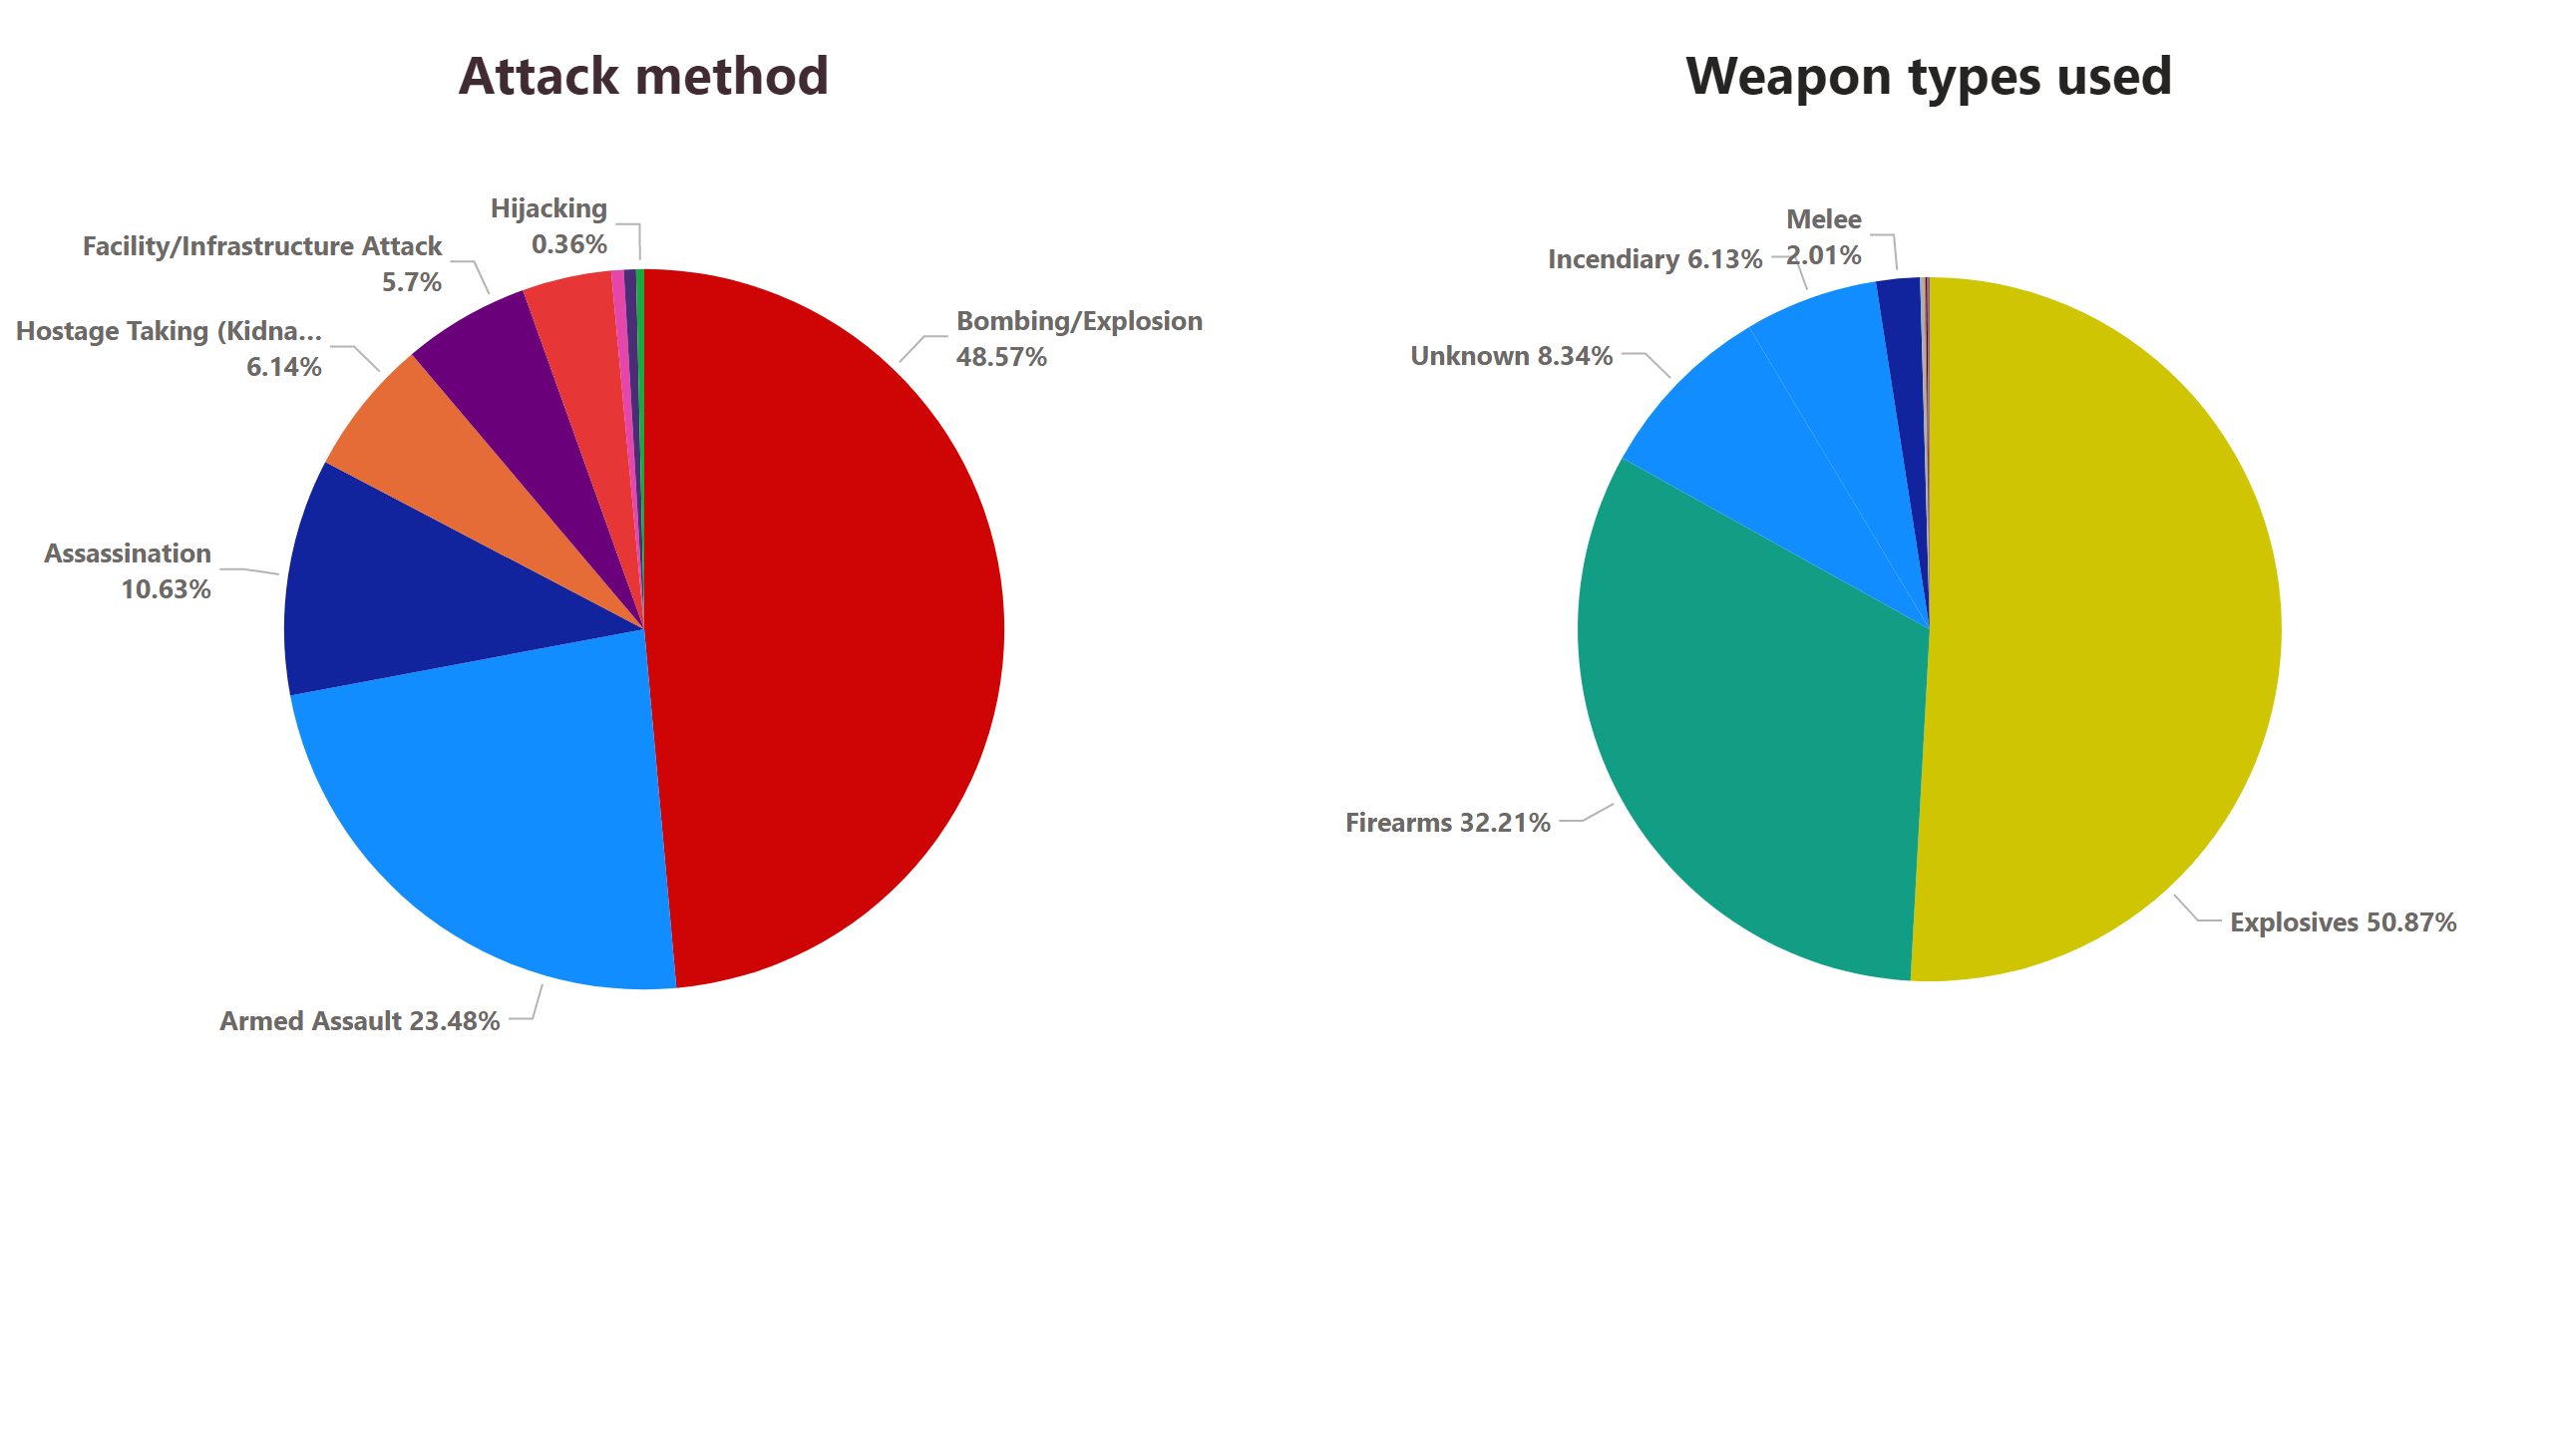 Attack method
Hijacking
0.36%
Facility/Infrastructure Attack
5.7%
Hostage Taking (Kidna...
6.14%
Bombing/Explosion
48.57%
Assassination
10.63%
Armed Assault 23.48%
Weapon types used
Melee
2.01%
Incendiary 6.13%
Unknown 8.34%
Firearms 32.21%
Explosives 50.87%